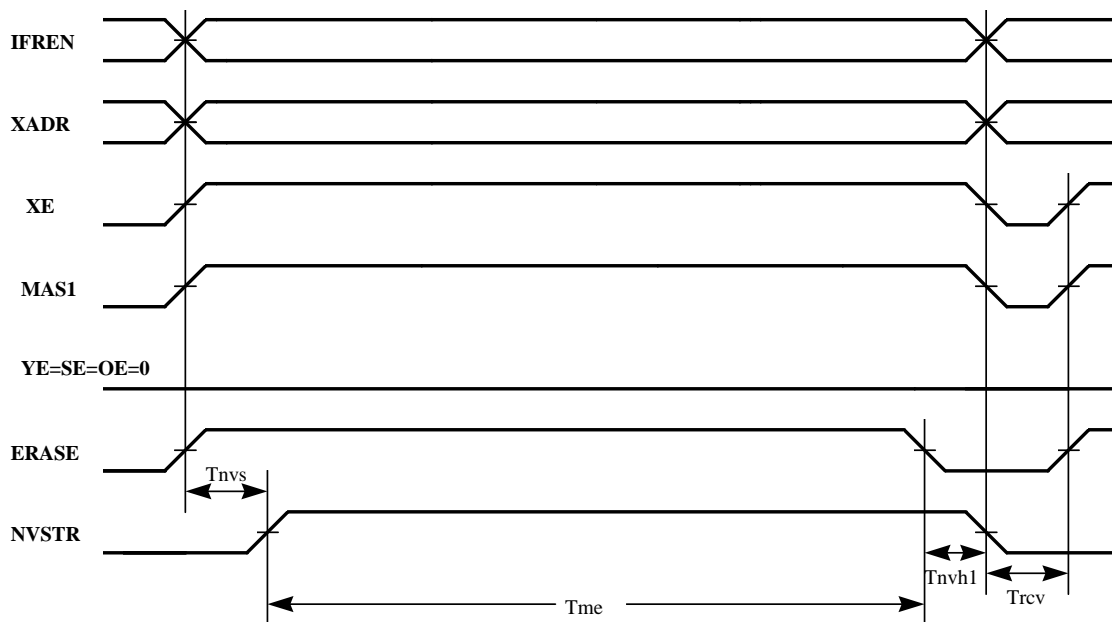 IFREN
XADR
XE
MAS1
YE=SE=OE=0
ERASE
Tnvs
NVSTR
Tnvh1
Trcv
Tme